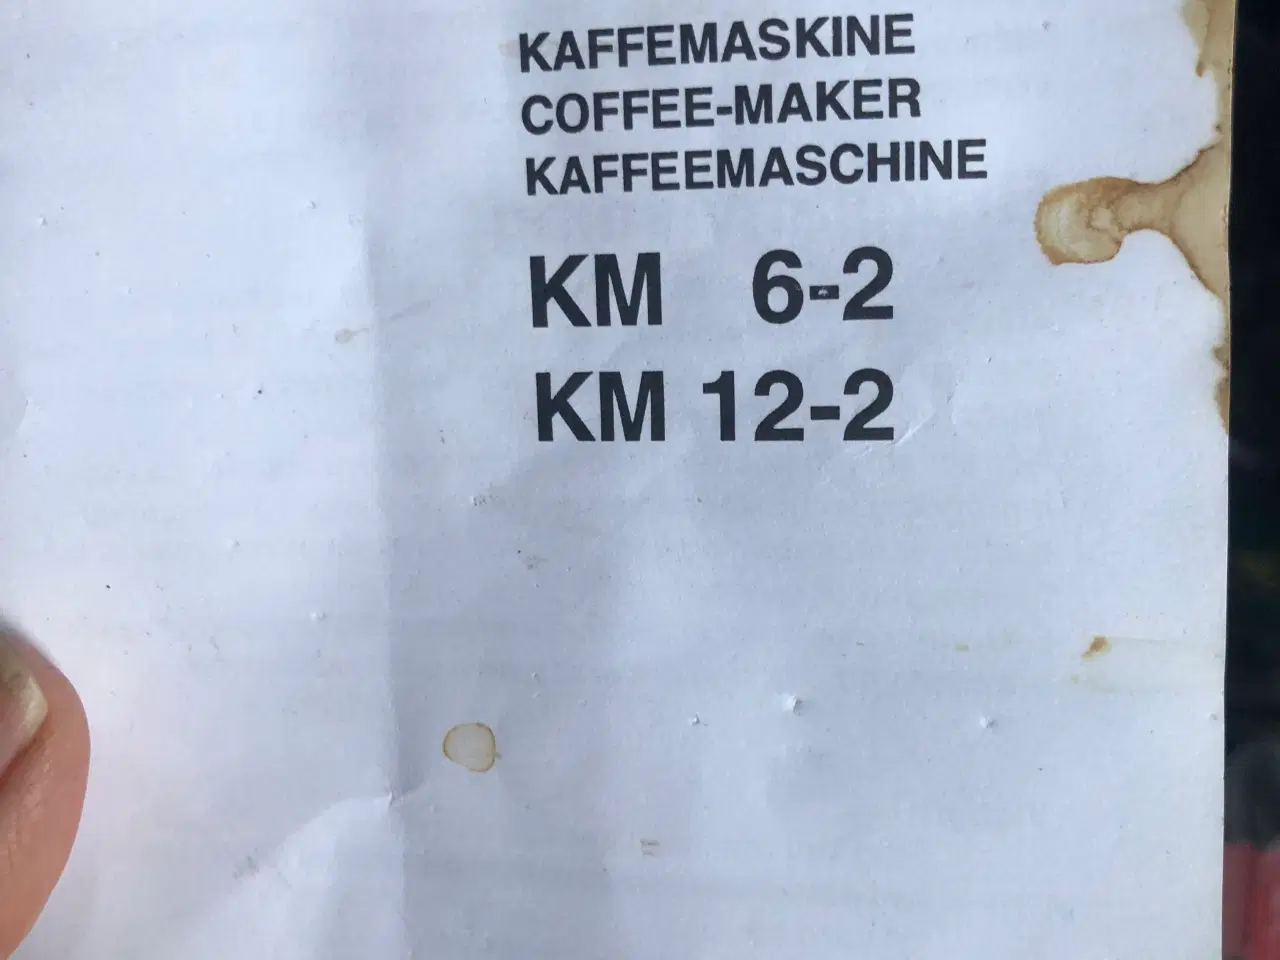 KAFFEMASKINE
COFFEE-MAKER
KAFFEEMASCHINE
KM 6-2
KM 12-2